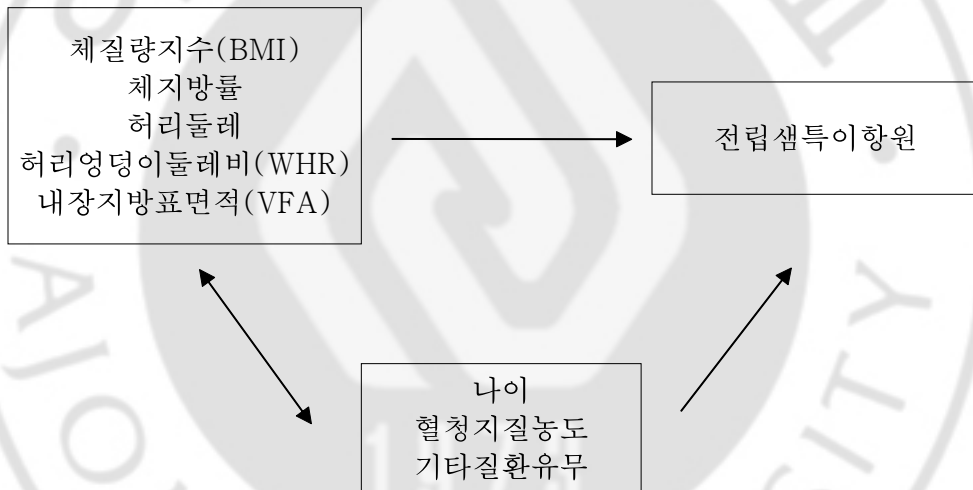 체질량지수(BMI)
체지방률
허리둘레
허리엉덩이둘레비(WHR)
내장지방표면적(VFA)
전립샘특이항원
나이
혈청지질농도
기타질환유무